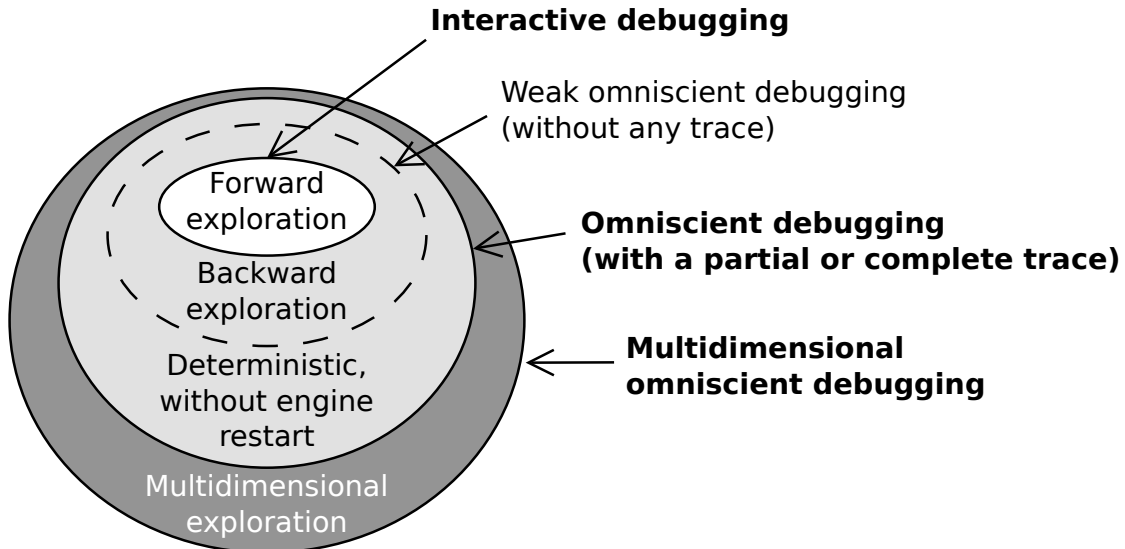 Interactive debugging
Weak omniscient debugging
(without any trace)
Forward
exploration
Omniscient debugging
(with a partial or complete trace)
Backward
exploration
Multidimensional
omniscient debugging
Deterministic,
without engine
restart
Multidimensional
exploration